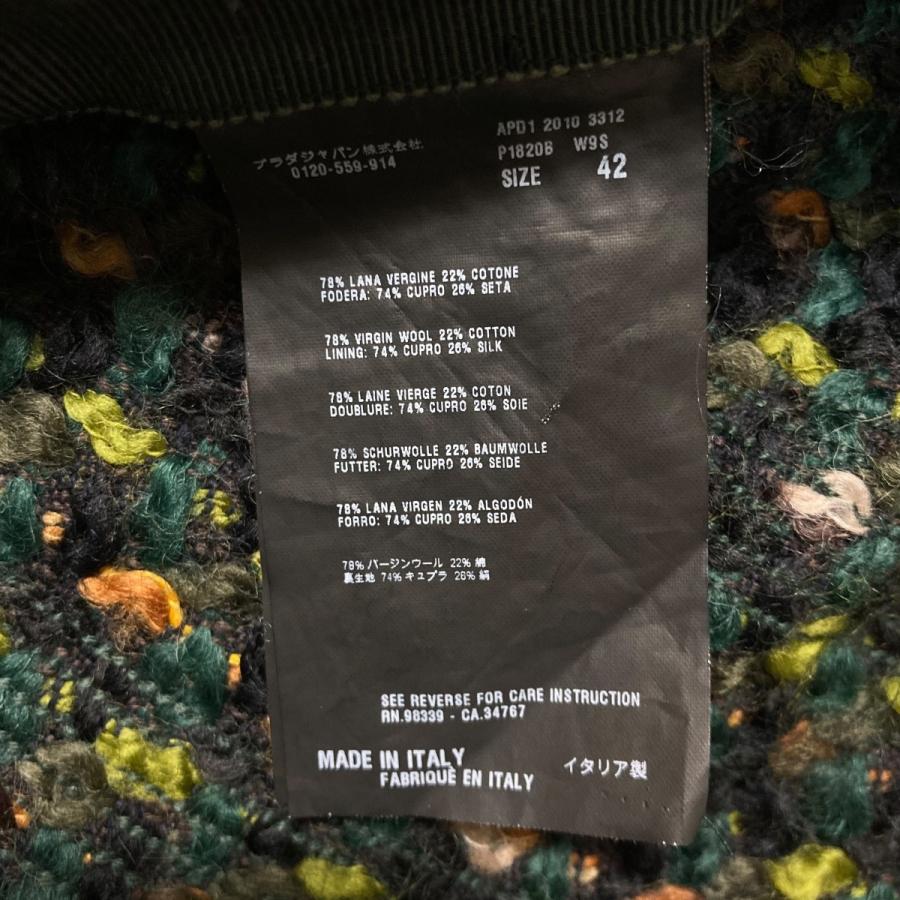 プラダジャパン株式会社
0120-559-914
APD1 2010 3312
P1820B W9S
SIZE 42
78% LANA VERGINE 22% COTONE
FODERA: 74% CUPRO 26% SETA
78% VIRGIN WOOL 22% COTTON
LINING: 74% CUPRO 26% SILK
78% LAINE VIERGE 22% COTON
DOUBLURE: 74% CUPRO 26% SOIE
78% SCHURWOLLE 22% BAUMWOLLE
FUTTER: 74% CUPRO 26% SEIDE
78% LANA VIRGEN 22% ALGODÓN
FORRO: 74% CUPRO 26% SEDA
78% バージンウール 22% 綿
裏生地 74% キュプラ 26% 絹
SEE REVERSE FOR CARE INSTRUCTION
RN.98339 - CA.34767
MADE IN ITALY
FABRIQUÈ EN ITALY
イタリア製